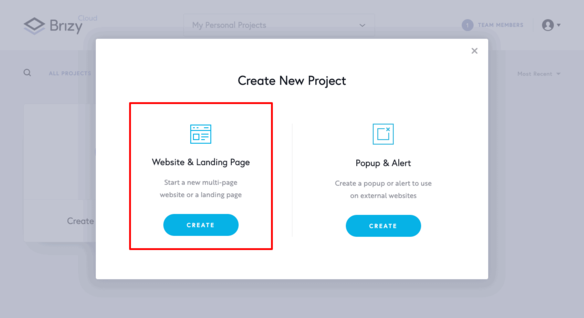 Brizy Cloud
My Personal Projects
TEAM MEMBERS
ALL PROJECTS
Most Recent
Create
Create New Project
Website & Landing Page
Start a new multi-page
website or a landing page
CREATE
Popup & Alert
Create a popup or alert to use
on external websites
CREATE